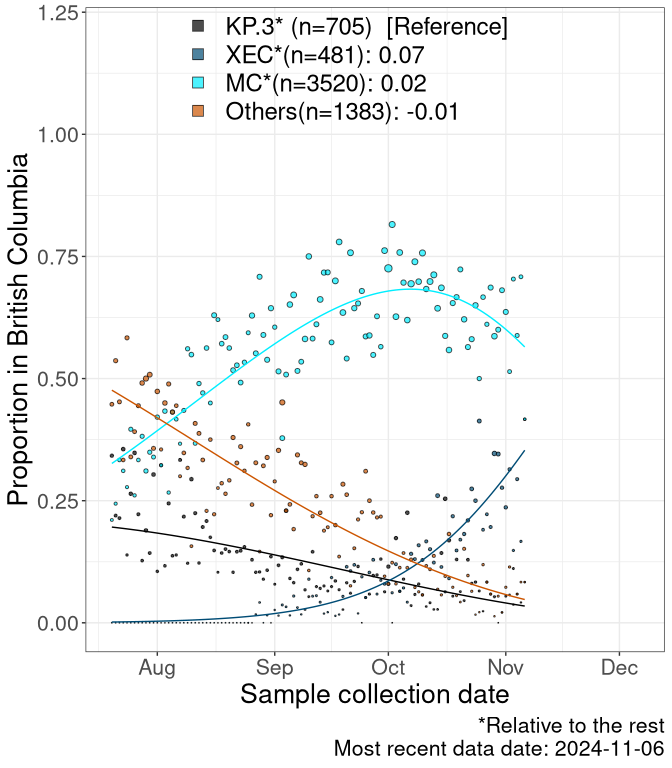 1.25
1.00
0.75
0.50
0.25
0.00
Proportion in British Columbia
KP.3* (n=705)  [Reference]
XEC*(n=481): 0.07
MC*(n=3520): 0.02
Others(n=1383): -0.01
Aug Sep Oct Nov Dec
Sample collection date
*Relative to the rest
Most recent data date: 2024-11-06